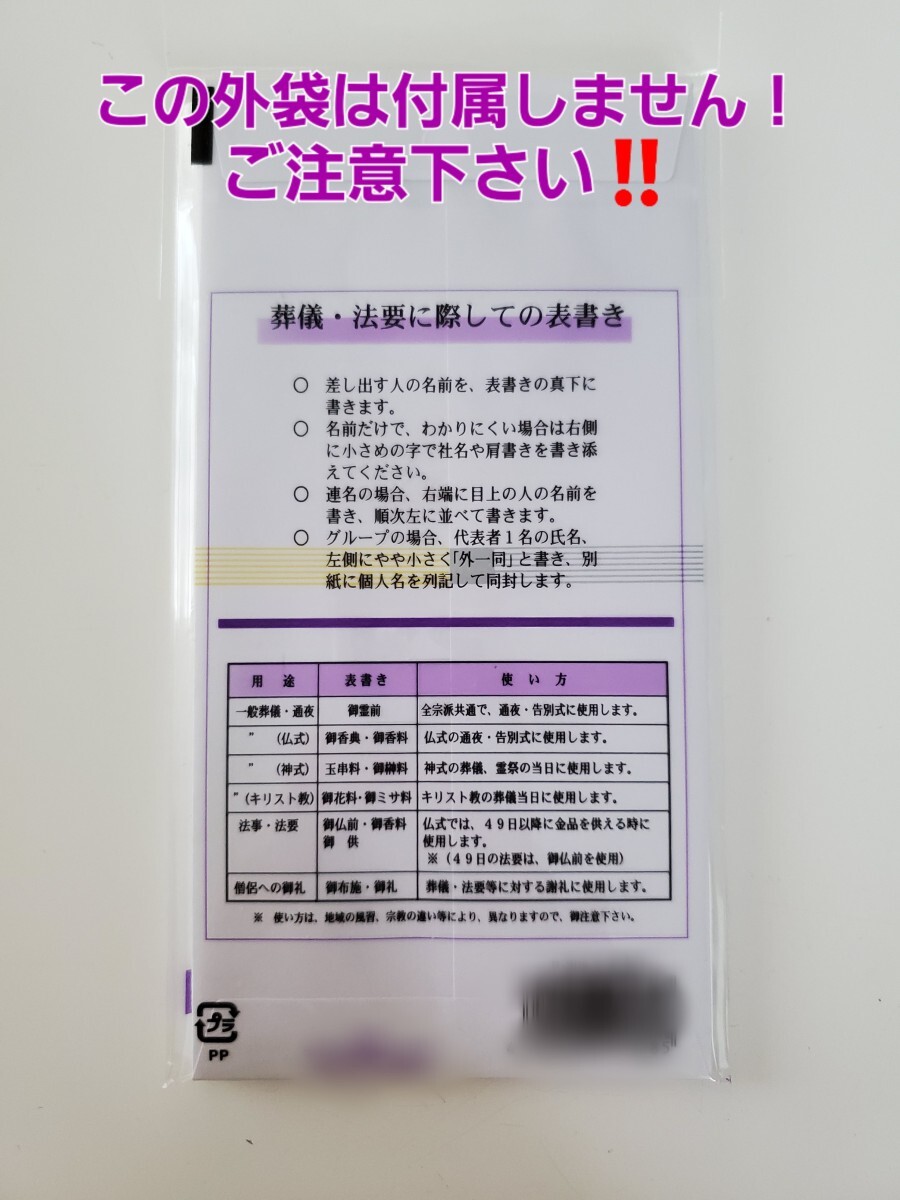 この外袋は付属しません！
ご注意下さい‼
葬儀・法要に際しての表書き
○ 差し出す人の名前を、表書きの真下に
書きます。
○ 名前だけで、わかりにくい場合は右側
に小さめの字で社名や肩書きを書き添
えてください。
○ 連名の場合、右端に目上の人の名前を
書き、順次左に並べて書きます。
○ グループの場合、代表者１名の氏名、
左側にやや小さく「外一同」と書き、別
紙に個人名を列記して同封します。
用途 表書き 使い方
一般葬儀・通夜 御霊前 全宗派共通で、通夜・告別式に使用します。
〃 （仏式） 御香典・御香料 仏式の通夜・告別式に使用します。
〃 （神式） 玉串料・御榊料 神式の葬儀、霊祭の当日に使用します。
〃（キリスト教） 御花料・御ミサ料 キリスト教の葬儀当日に使用します。
法事・法要 御仏前・御香料 仏式では、４９日以降に金品を供える時に
御供 使用します。
※（４９日の法要は、御仏前を使用）
僧侶への御礼 御布施・御礼 葬儀・法要等に対する謝礼に使用します。
※ 使い方は、地域の風習、宗教の違い等により、異なりますので、御注意下さい。
プラ
PP